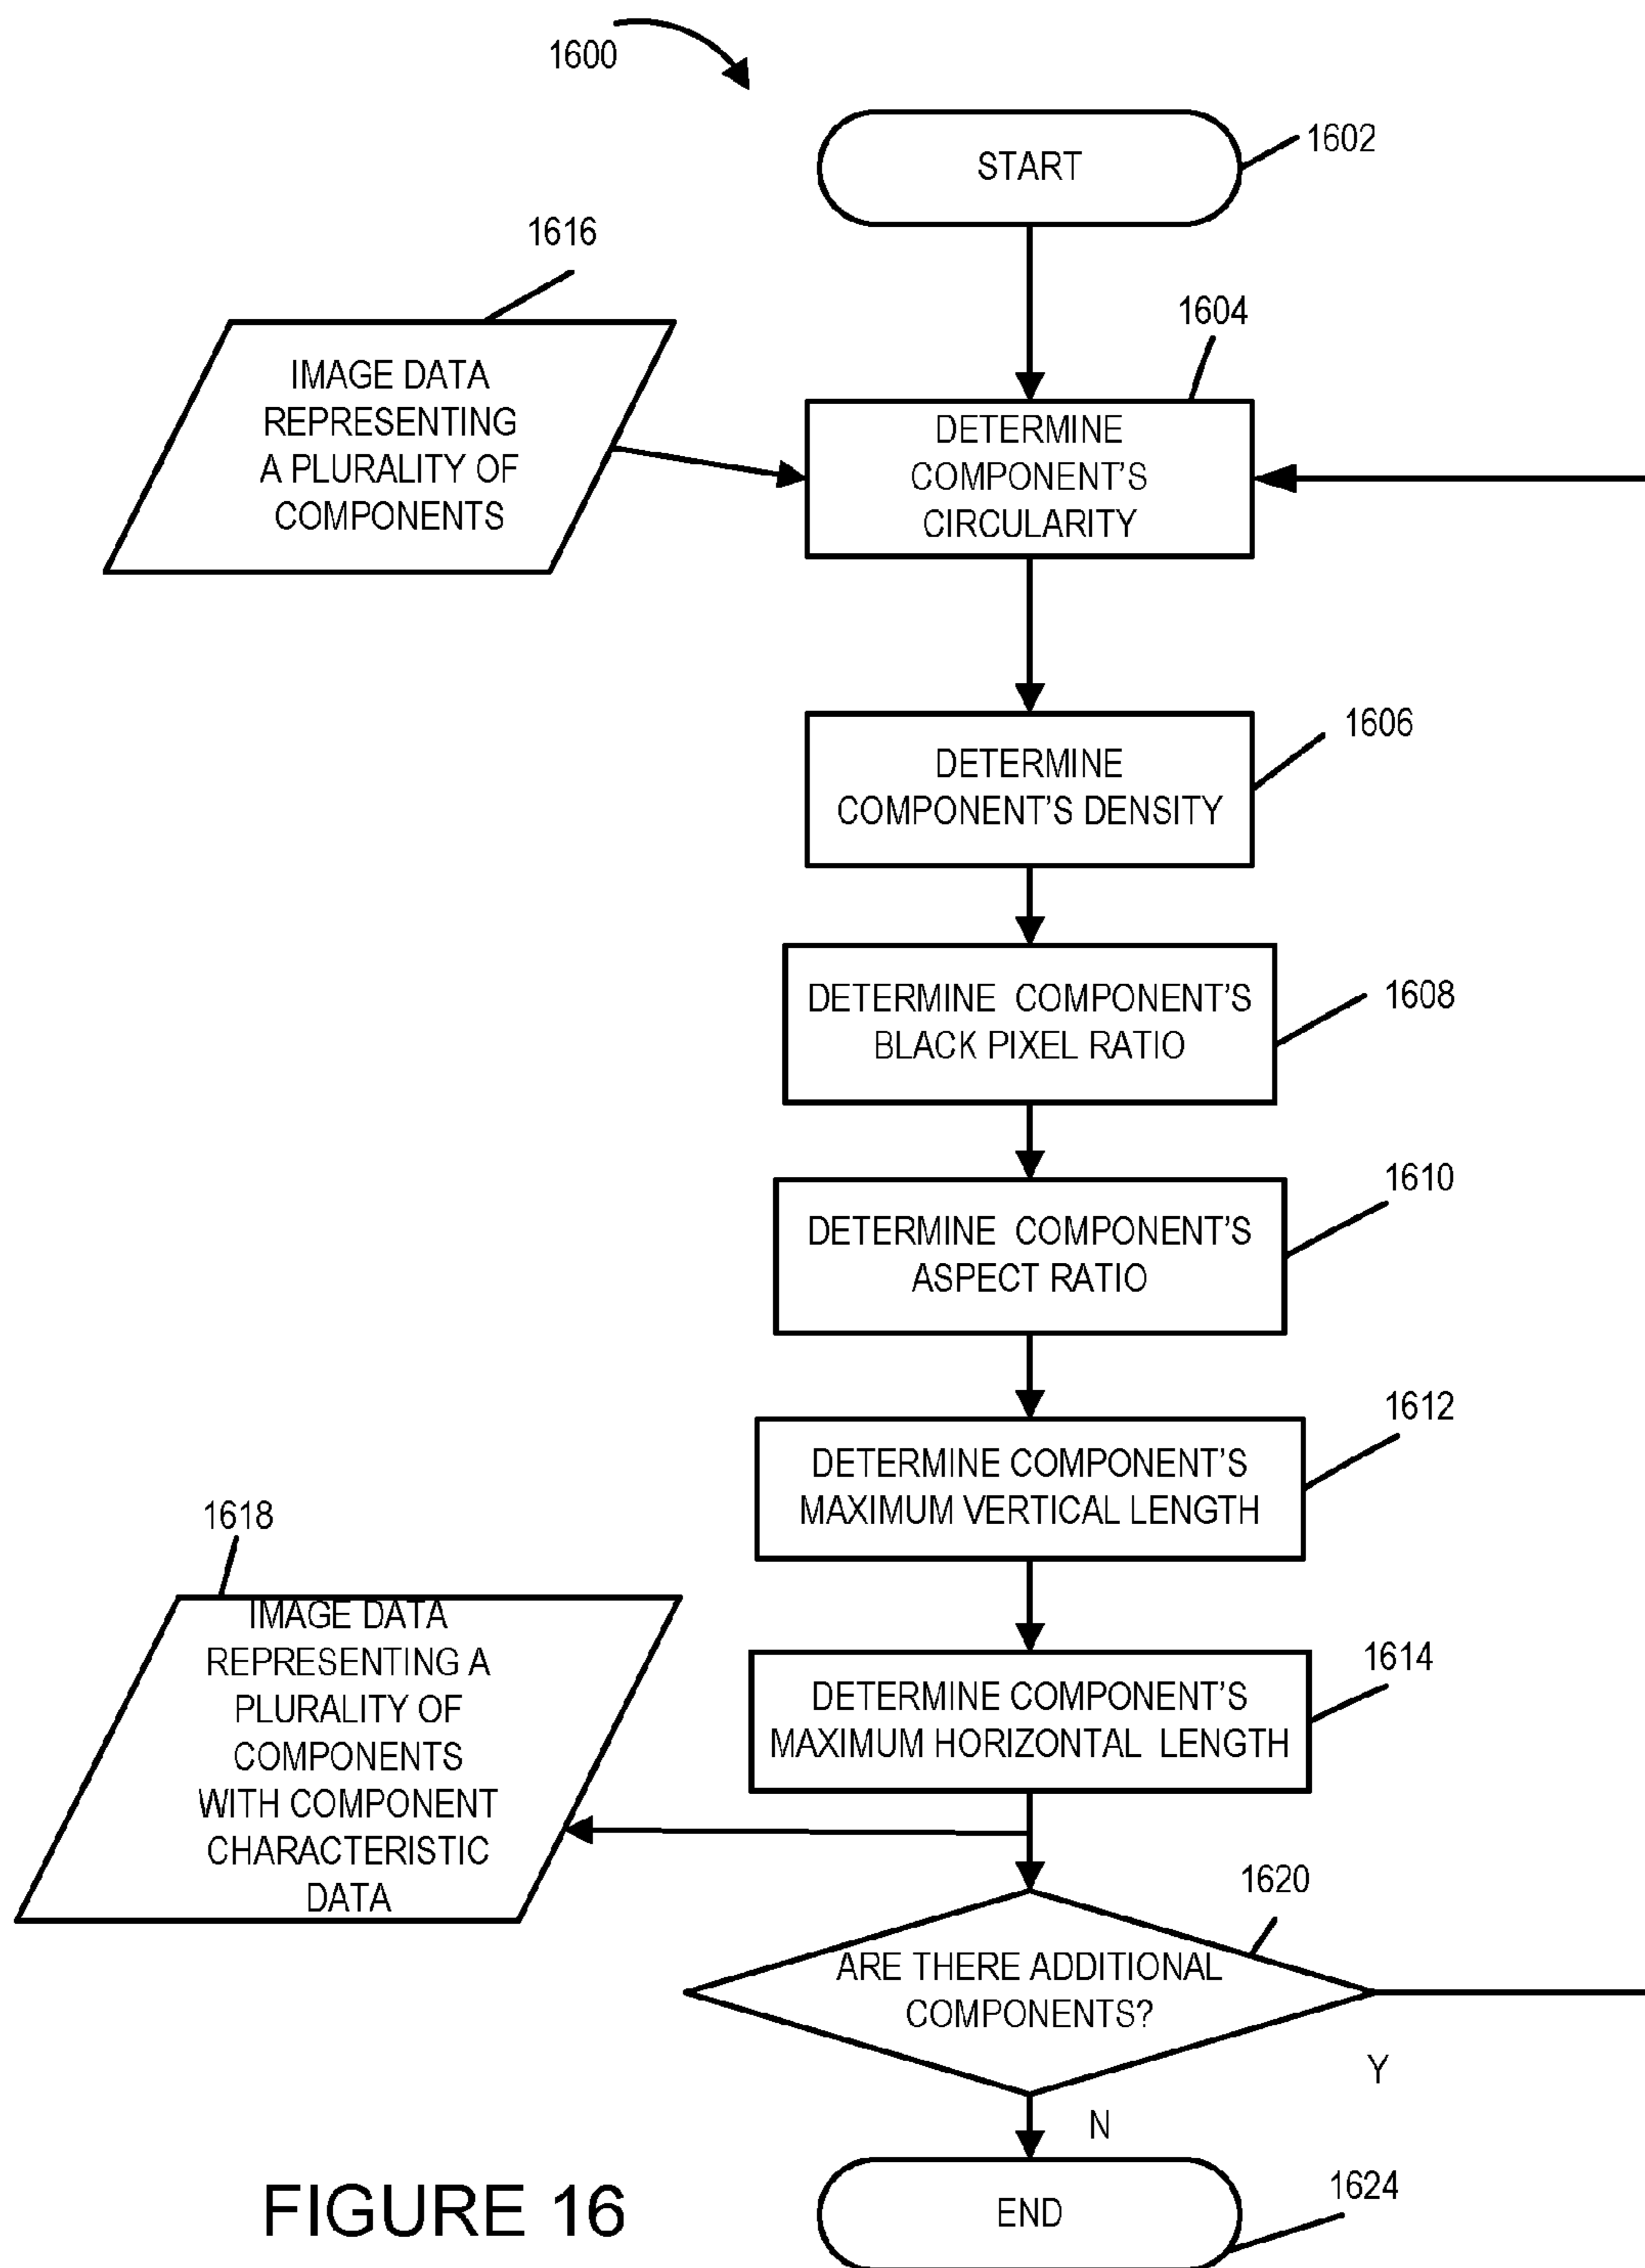 1600
START
1602
1616
IMAGE DATA
REPRESENTING
A PLURALITY OF
COMPONENTS
1604
DETERMINE
COMPONENT'S
CIRCULARITY
1606
DETERMINE
COMPONENT'S DENSITY
DETERMINE COMPONENT'S
BLACK PIXEL RATIO
1608
1610
DETERMINE COMPONENT'S
ASPECT RATIO
1612
DETERMINE COMPONENT'S
MAXIMUM VERTICAL LENGTH
1618
IMAGE DATA
REPRESENTING A
PLURALITY OF
COMPONENTS
WITH COMPONENT
CHARACTERISTIC
DATA
1614
DETERMINE COMPONENT'S
MAXIMUM HORIZONTAL LENGTH
1620
ARE THERE ADDITIONAL
COMPONENTS?
Y
N
END
1624
FIGURE 16